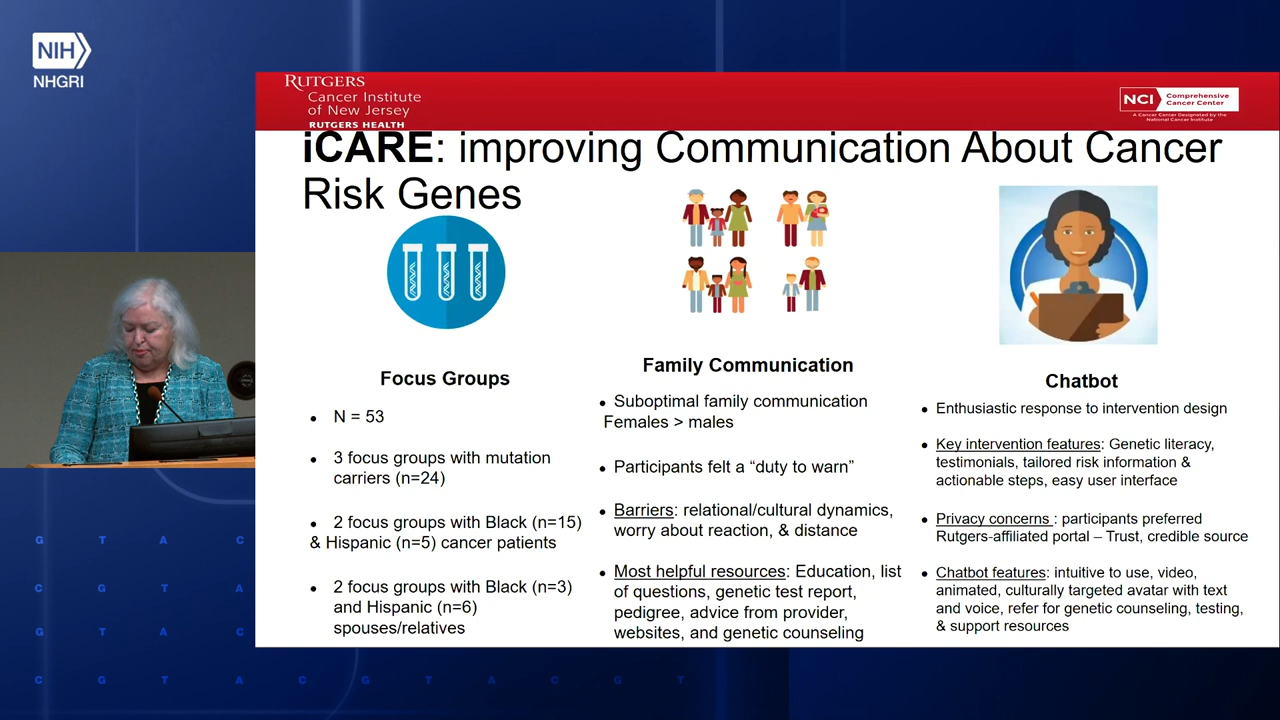 NIH
NHGRI
RUTGERS
Cancer Institute
of New Jersey
RUTGERS HEALTH
NCI
Comprehensive
Cancer Center
A Cancer Center Designated by the
National Cancer Institute
iCARE: improving Communication About Cancer
Risk Genes
Focus Groups
• N = 53
• 3 focus groups with mutation
carriers (n=24)
• 2 focus groups with Black (n=15)
& Hispanic (n=5) cancer patients
• 2 focus groups with Black (n=3)
and Hispanic (n=6)
spouses/relatives
Family Communication
• Suboptimal family communication
Females > males
• Participants felt a “duty to warn”
• Barriers: relational/cultural dynamics,
worry about reaction, & distance
• Most helpful resources: Education, list
of questions, genetic test report,
pedigree, advice from provider,
websites, and genetic counseling
Chatbot
• Enthusiastic response to intervention design
• Key intervention features: Genetic literacy,
testimonials, tailored risk information &
actionable steps, easy user interface
• Privacy concerns : participants preferred
Rutgers-affiliated portal – Trust, credible source
• Chatbot features: intuitive to use, video,
animated, culturally targeted avatar with text
and voice, refer for genetic counseling, testing,
& support resources
G T A C
C G T A
G T A C
C G T A C G T A C G T